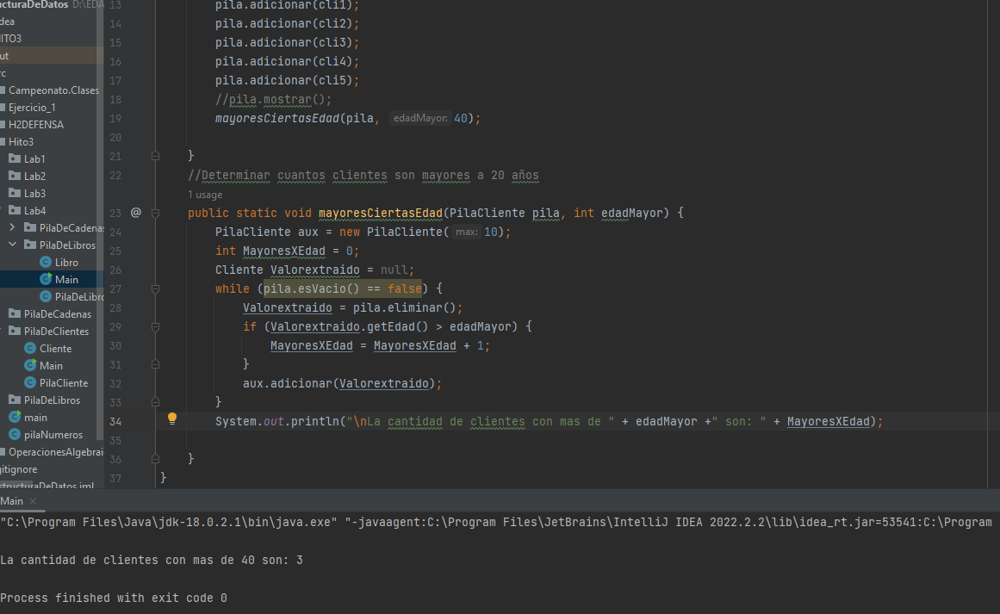 ucturaDeDatos D:\EDA
dea
HITO3
ut
rc
Campeonato.Clases
Ejercicio_1
H2DEFENSA
Hito3
Lab1
Lab2
Lab3
Lab4
PilaDeCadena
PilaDeLibros
Libro
Main
PilaDeLibro
PilaDeCadenas
PilaDeClientes
Cliente
Main
PilaCliente
PilaDeLibros
main
pilaNumeros
OperacionesAlgebrai
gitignore
structuraDeDatos.iml
13 pila.adicionar(cli1);
14 pila.adicionar(cli2);
15 pila.adicionar(cli3);
16 pila.adicionar(cli4);
17 pila.adicionar(cli5);
18 //pila.mostrar();
19 mayoresCiertasEdad(pila, edadMayor: 40);
20
21 }
22 //Determinar cuantos clientes son mayores a 20 años
1 usage
23 @ public static void mayoresCiertasEdad(PilaCliente pila, int edadMayor) {
24 PilaCliente aux = new PilaCliente( max: 10);
25 int MayoresXEdad = 0;
26 Cliente Valorextraido = null;
27 while (pila.esVacio() == false) {
28 Valorextraido = pila.eliminar();
29 if (Valorextraido.getEdad() > edadMayor) {
30 MayoresXEdad = MayoresXEdad + 1;
31 }
32 aux.adicionar(Valorextraido);
33 }
34 System.out.println("\nLa cantidad de clientes con mas de " + edadMayor +" son: " + MayoresXEdad);
35
36 }
37 }
Main ×
"C:\Program Files\Java\jdk-18.0.2.1\bin\java.exe" "-javaagent:C:\Program Files\JetBrains\IntelliJ IDEA 2022.2.2\lib\idea_rt.jar=53541:C:\Program
La cantidad de clientes con mas de 40 son: 3
Process finished with exit code 0